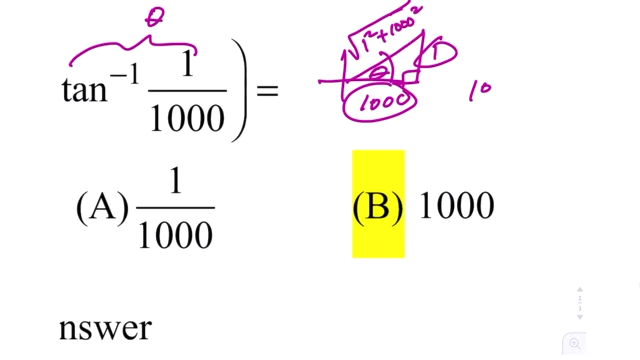 θ
√1²+1000²
1
θ
1000
10
tan⁻¹ 1/1000) =
(A) 1/1000
(B) 1000
nswer